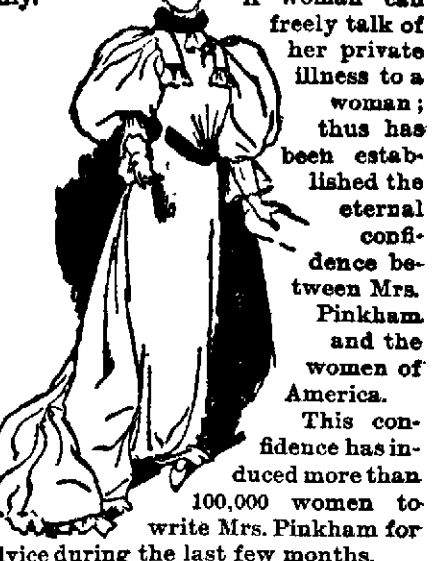 A woman can
freely talk of
her private
illness to a
woman;
thus has
been estab-
lished the
eternal
confi-
dence be-
tween Mrs.
Pinkham
and the
women of
America.
This con-
fidence has in-
duced more than
100,000 women to
write Mrs. Pinkham for
during the last few months.